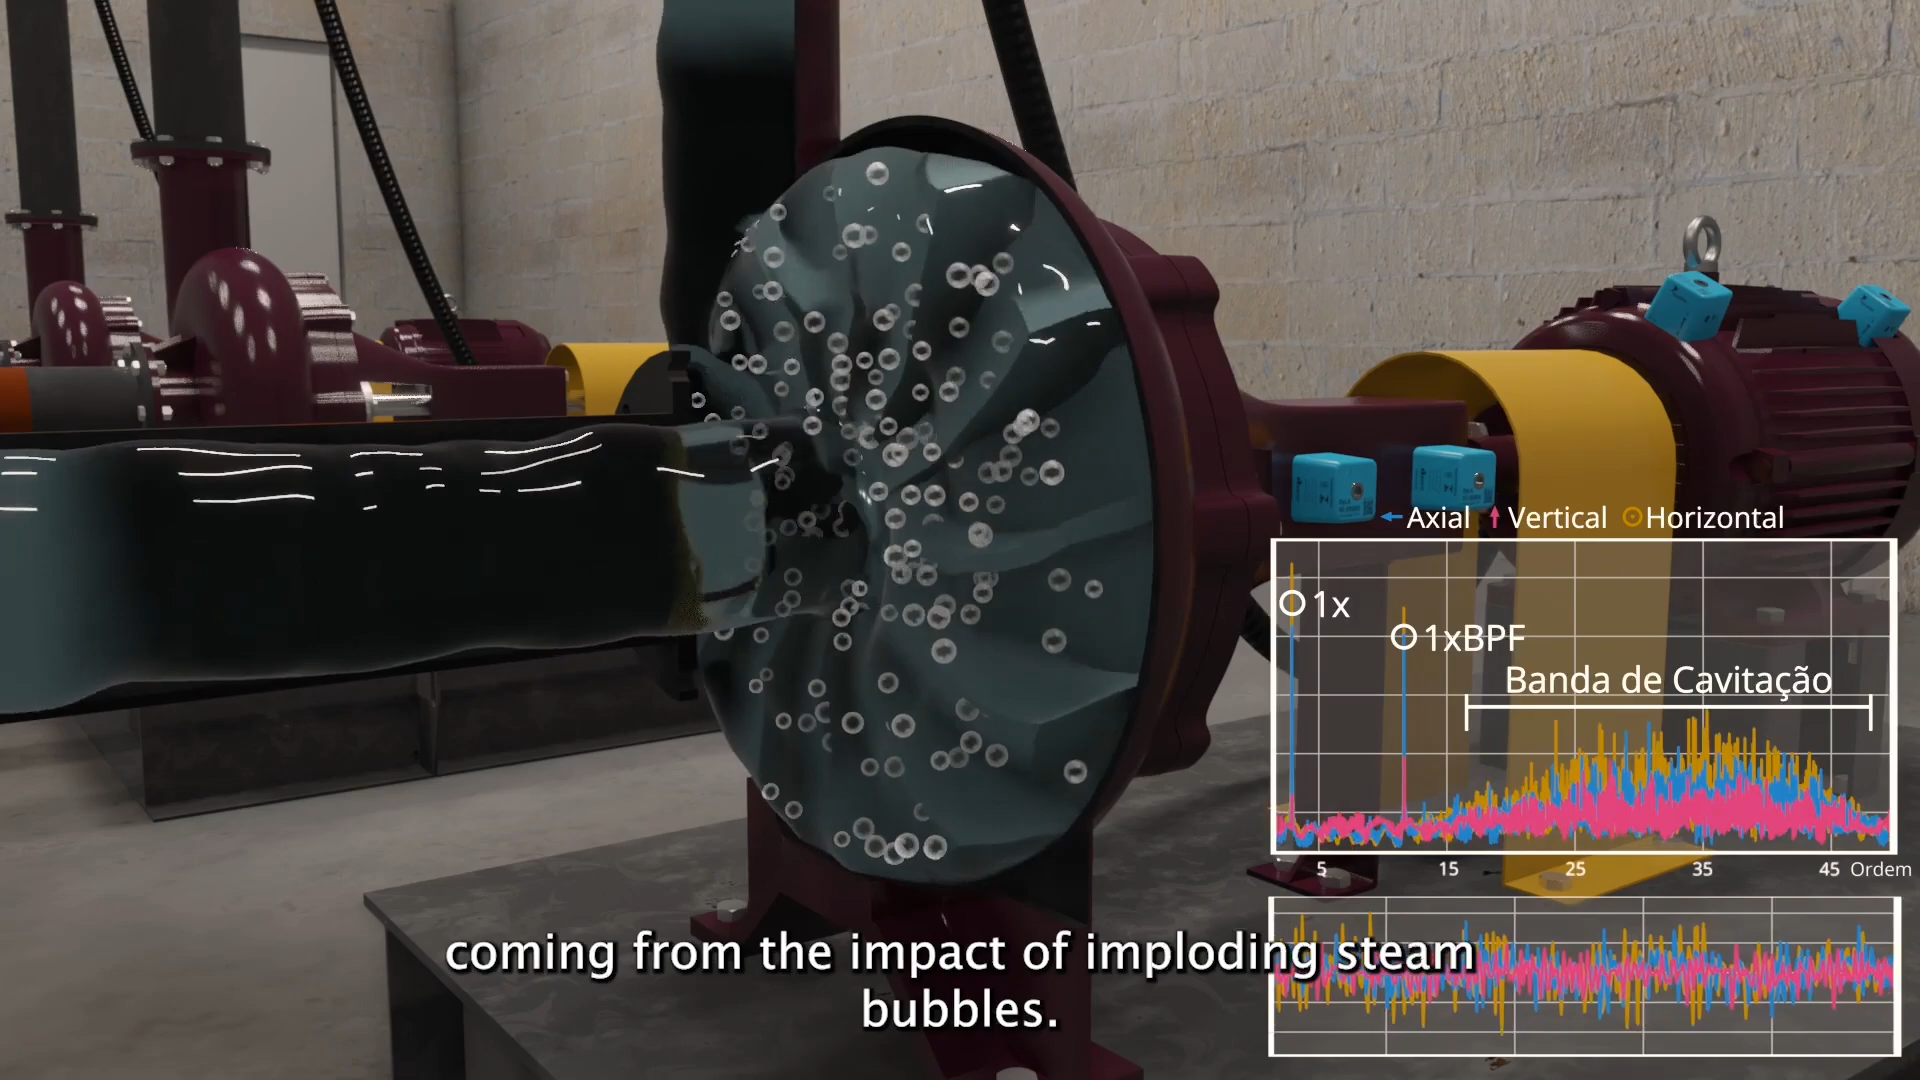 Axial Vertical Horizontal
1x
1xBPF
Banda de Cavitação
5 15 25 35 45 Ordem
coming from the impact of imploding steam
bubbles.